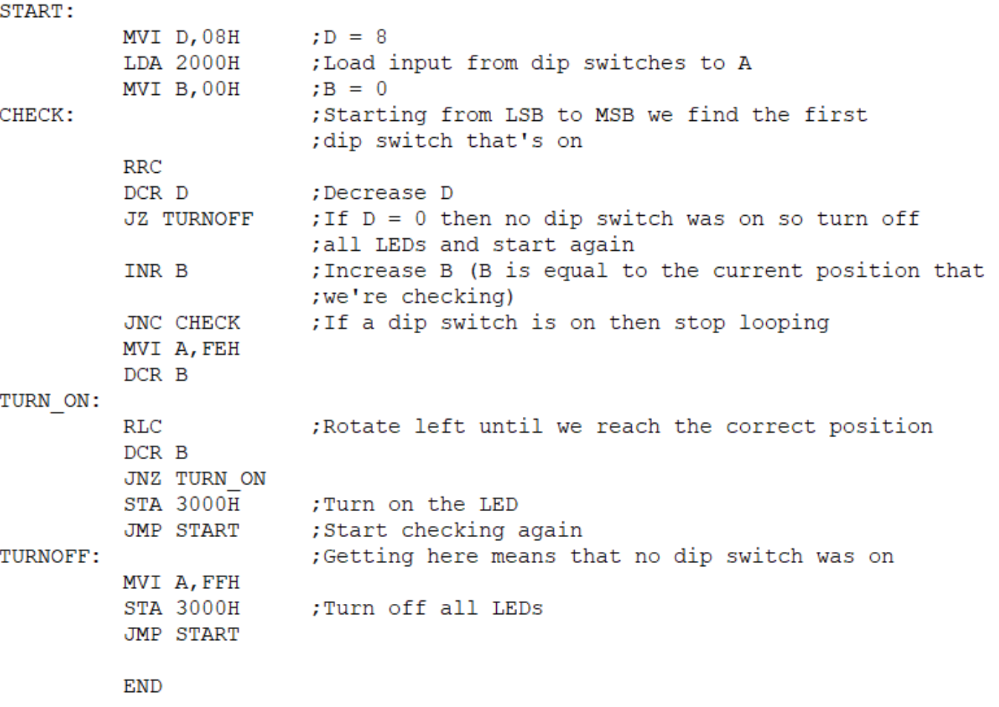 START:
MVI D,08H ;D = 8
LDA 2000H ;Load input from dip switches to A
MVI B,00H ;B = 0
CHECK: ;Starting from LSB to MSB we find the first
;dip switch that's on
RRC
DCR D ;Decrease D
JZ TURNOFF ;If D = 0 then no dip switch was on so turn off
;all LEDs and start again
INR B ;Increase B (B is equal to the current position that
;we're checking)
JNC CHECK ;If a dip switch is on then stop looping
MVI A,FEH
DCR B
TURN_ON:
RLC ;Rotate left until we reach the correct position
DCR B
JNZ TURN_ON
STA 3000H ;Turn on the LED
JMP START ;Start checking again
TURNOFF: ;Getting here means that no dip switch was on
MVI A,FFH
STA 3000H ;Turn off all LEDs
JMP START
END